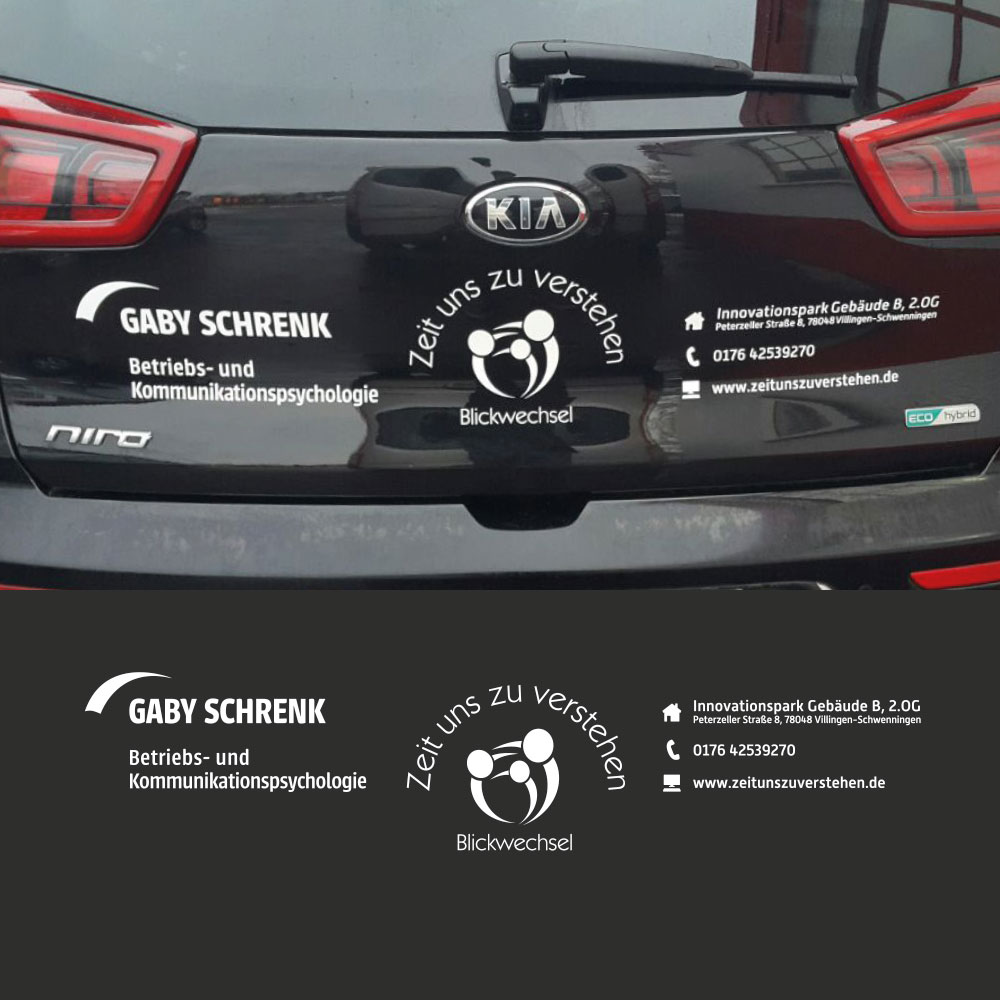 KIA
GABY SCHRENK
Betriebs- und
Kommunikationspsychologie
Zeit uns zu verstehen
Blickwechsel
Innovationspark Gebäude B, 2.OG
Peterzeller Straße 8, 78048 Villingen-Schwenningen
0176 42539270
www.zeitunszuverstehen.de
niro
ECO hybrid
GABY SCHRENK
Betriebs- und
Kommunikationspsychologie
Zeit uns zu verstehen
Blickwechsel
Innovationspark Gebäude B, 2.OG
Peterzeller Straße 8, 78048 Villingen-Schwenningen
0176 42539270
www.zeitunszuverstehen.de